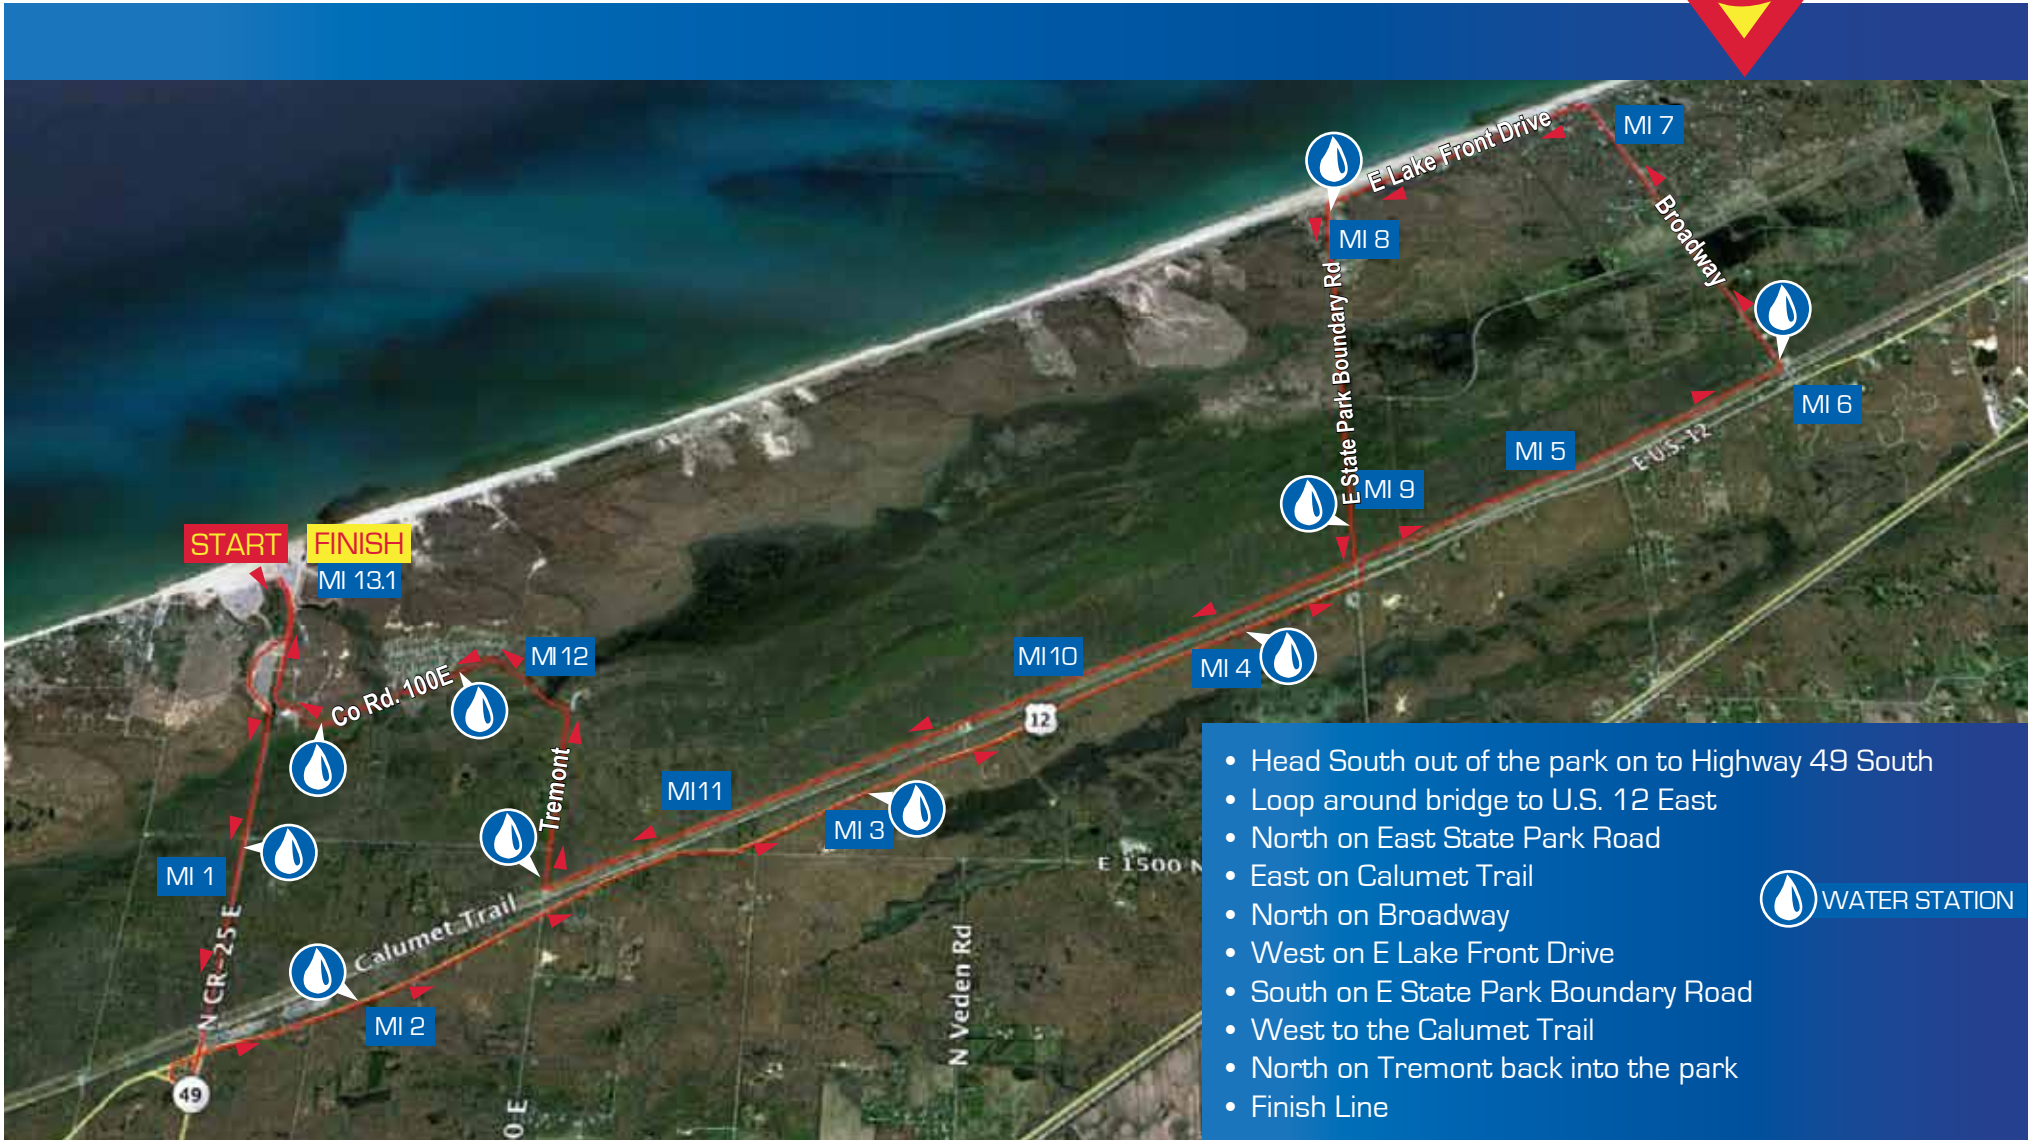 MI 7
E Lake Front Drive
MI 8
Broadway
E State Park Boundary Rd
MI 6
MI 5
E U.S. 12
MI 9
START
FINISH
MI 13.1
MI 12
MI 10
MI 4
Co Rd. 100E
12
Tremont
MI 11
MI 3
E 1500 N
MI 1
N CR-25 E
Calumet Trail
MI 2
N Veden Rd
49
0 E
• Head South out of the park on to Highway 49 South
• Loop around bridge to U.S. 12 East
• North on East State Park Road
• East on Calumet Trail
• North on Broadway
• West on E Lake Front Drive
• South on E State Park Boundary Road
• West to the Calumet Trail
• North on Tremont back into the park
• Finish Line
WATER STATION